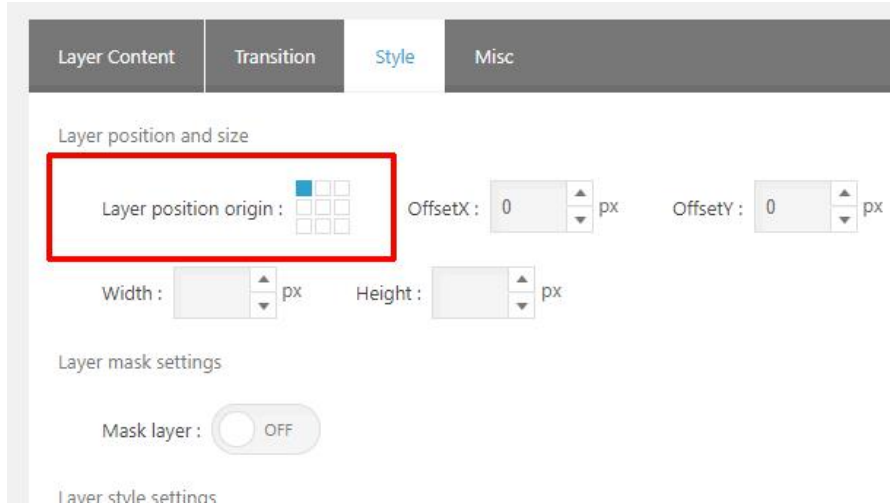 Layer Content Transition Style Misc
Layer position and size
Layer position origin : OffsetX : 0 px OffsetY : 0 px
Width : px Height : px
Layer mask settings
Mask layer : OFF
Layer style settings